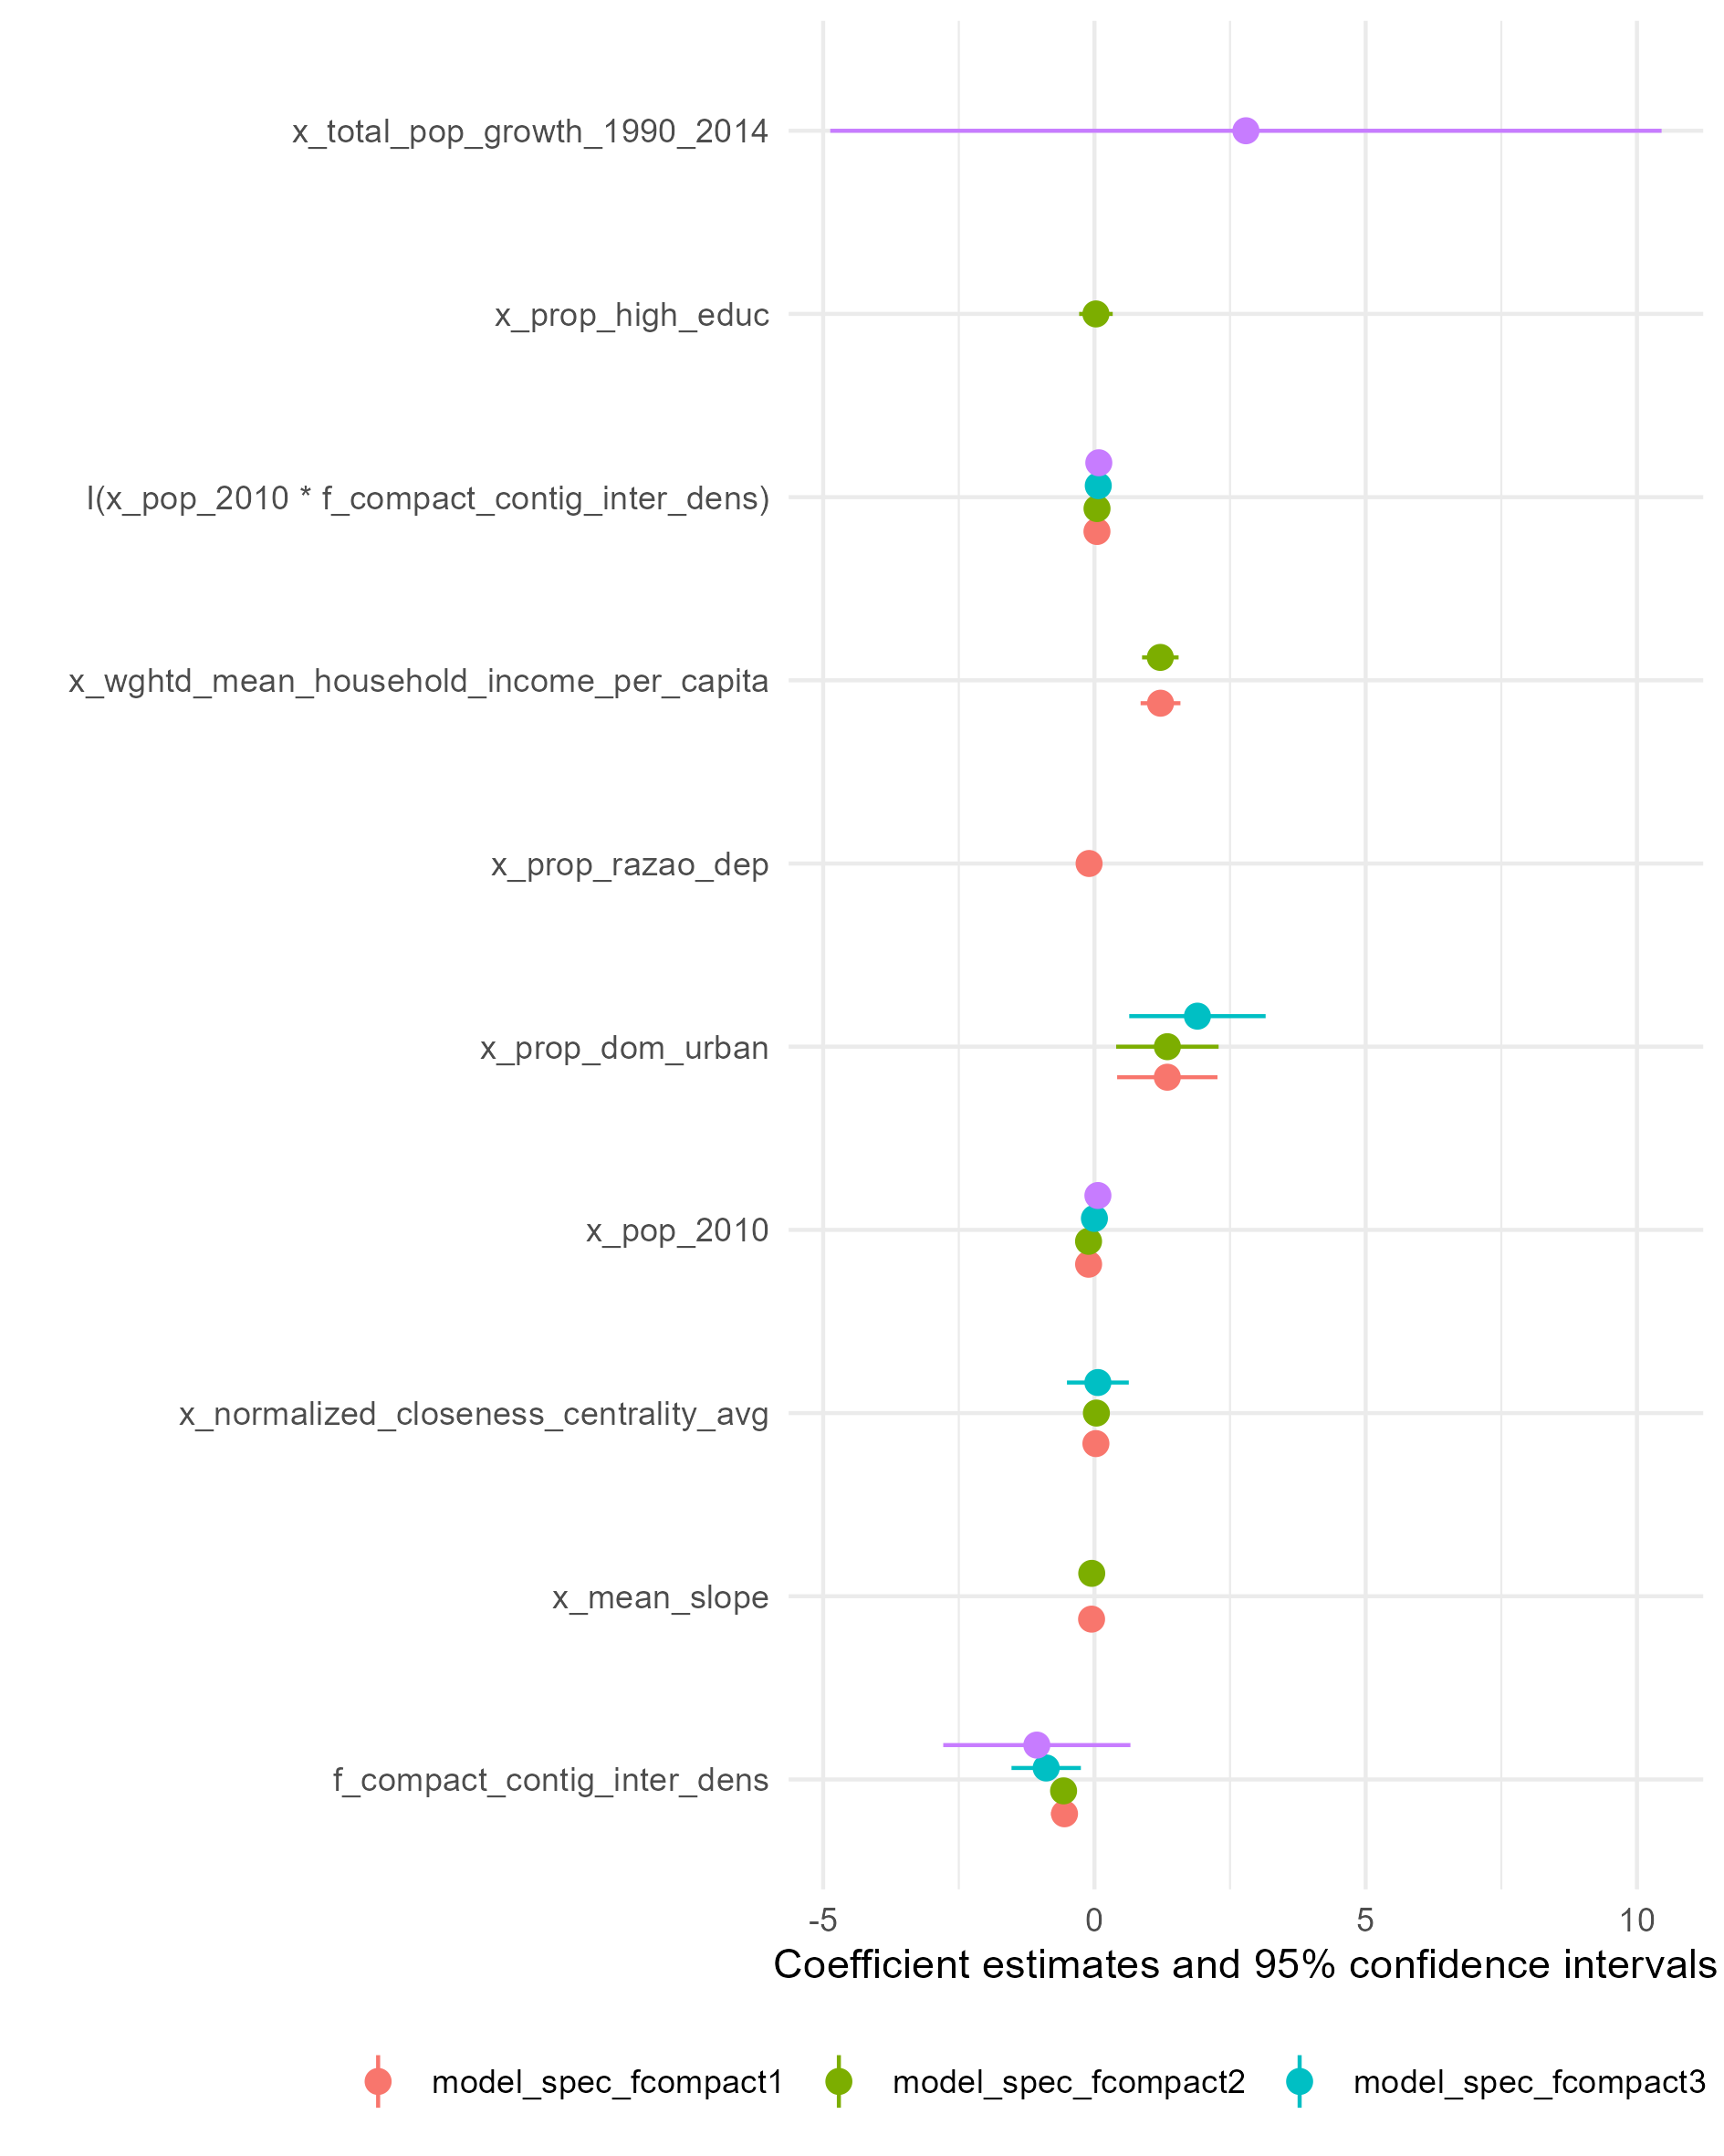 x_total_pop_growth_1990_2014
x_prop_high_educ
I(x_pop_2010 * f_compact_contig_inter_dens)
x_wghtd_mean_household_income_per_capita
x_prop_razao_dep
x_prop_dom_urban
x_pop_2010
x_normalized_closeness_centrality_avg
x_mean_slope
f_compact_contig_inter_dens
-5 0 5 10
Coefficient estimates and 95% confidence intervals
model_spec_fcompact1 model_spec_fcompact2 model_spec_fcompact3